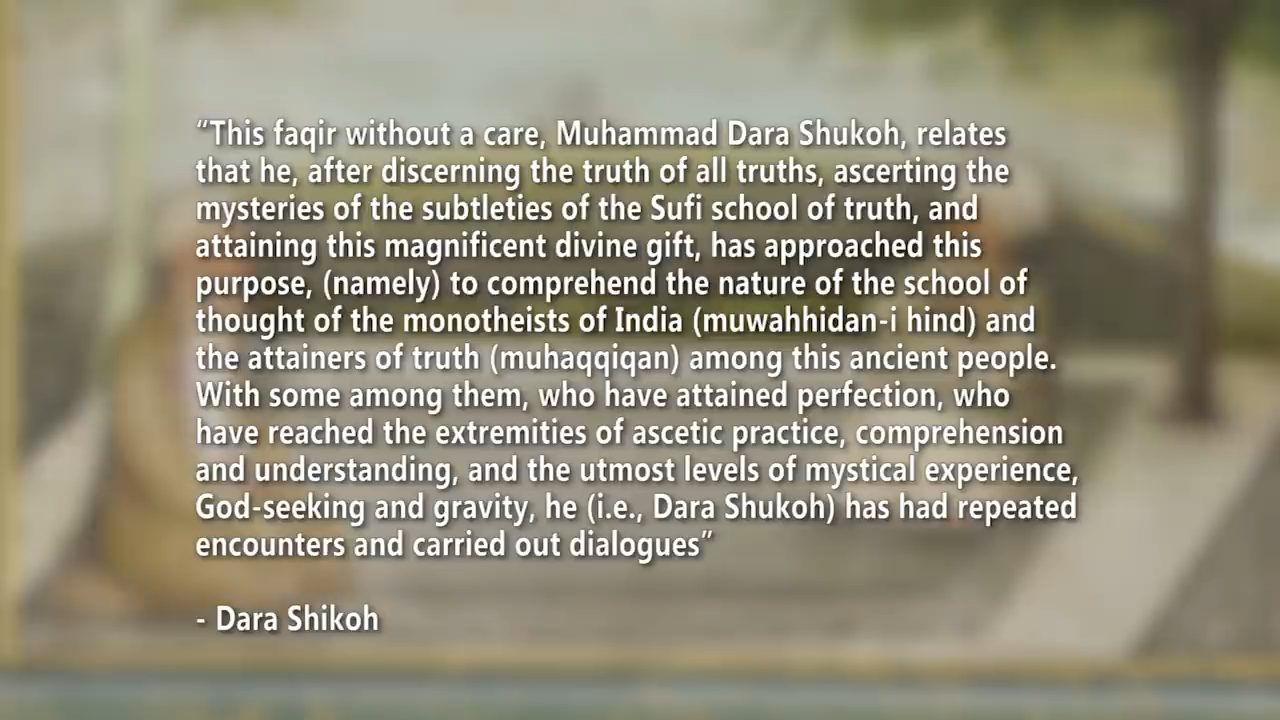 “This faqir without a care, Muhammad Dara Shukoh, relates
that he, after discerning the truth of all truths, ascerting the
mysteries of the subtleties of the Sufi school of truth, and
attaining this magnificent divine gift, has approached this
purpose, (namely) to comprehend the nature of the school of
thought of the monotheists of India (muwahhidan-i hind) and
the attainers of truth (muhaqqiqan) among this ancient people.
With some among them, who have attained perfection, who
have reached the extremities of ascetic practice, comprehension
and understanding, and the utmost levels of mystical experience,
God-seeking and gravity, he (i.e., Dara Shukoh) has had repeated
encounters and carried out dialogues”
- Dara Shikoh